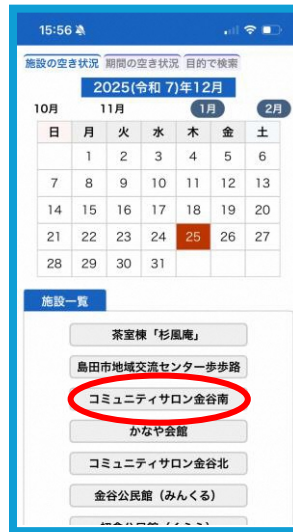 15:56
施設の空き状況 期間の空き状況 目的で検索
2025(令和 7)年12月
10月 11月 1月 2月
日 月 火 水 木 金 土
1 2 3 4 5 6
7 8 9 10 11 12 13
14 15 16 17 18 19 20
21 22 23 24 25 26 27
28 29 30 31
施設一覧
茶室棟「杉風庵」
島田市地域交流センター歩歩路
コミュニティサロン金谷南
かなや会館
コミュニティサロン金谷北
金谷公民館（みんくる）